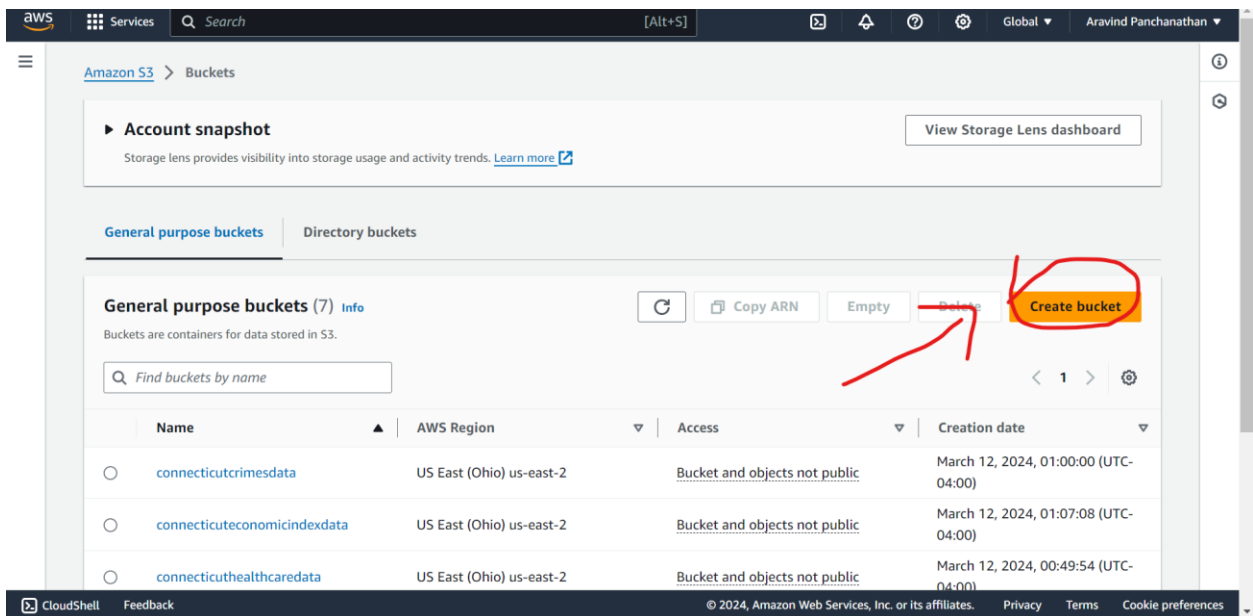 aws Services Search [Alt+S] Global Aravind Panchanathan
Amazon S3 > Buckets
Account snapshot
View Storage Lens dashboard
Storage lens provides visibility into storage usage and activity trends. Learn more
General purpose buckets Directory buckets
General purpose buckets (7) Info
Copy ARN Empty Delete Create bucket
Buckets are containers for data stored in S3.
Find buckets by name
< 1 >
Name AWS Region Access Creation date
connecticutcrimesdata US East (Ohio) us-east-2 Bucket and objects not public March 12, 2024, 01:00:00 (UTC-
04:00)
connecticuteconomicindexdata US East (Ohio) us-east-2 Bucket and objects not public March 12, 2024, 01:07:08 (UTC-
04:00)
connecticuthealthcaredata US East (Ohio) us-east-2 Bucket and objects not public March 12, 2024, 00:49:54 (UTC-
04:00)
CloudShell Feedback © 2024, Amazon Web Services, Inc. or its affiliates. Privacy Terms Cookie preferences